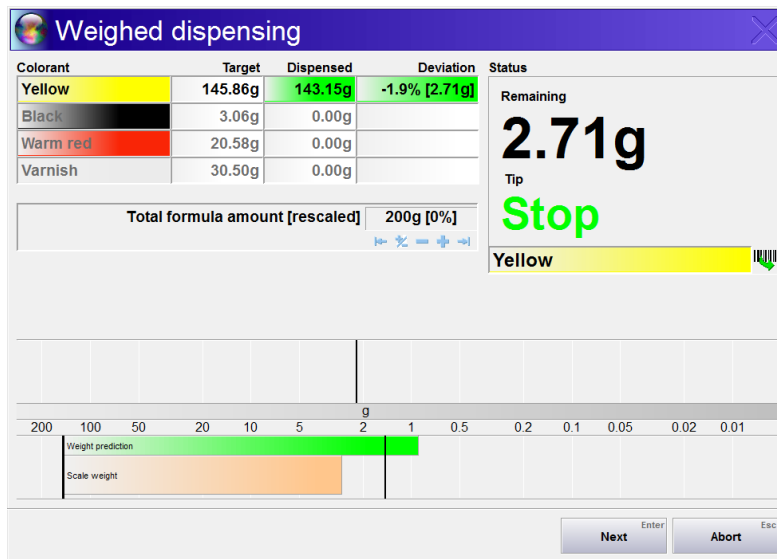 Weighed dispensing
Colorant Target Dispensed Deviation
Yellow 145.86g 143.15g -1.9% [2.71g]
Black 3.06g 0.00g
Warm red 20.58g 0.00g
Varnish 30.50g 0.00g
Total formula amount [rescaled] 200g [0%]
Status
Remaining
2.71g
Tip
Stop
Yellow
g
200 100 50 20 10 5 2 1 0.5 0.2 0.1 0.05 0.02 0.01
Weight prediction
Scale weight
Enter
Next
Esc
Abort